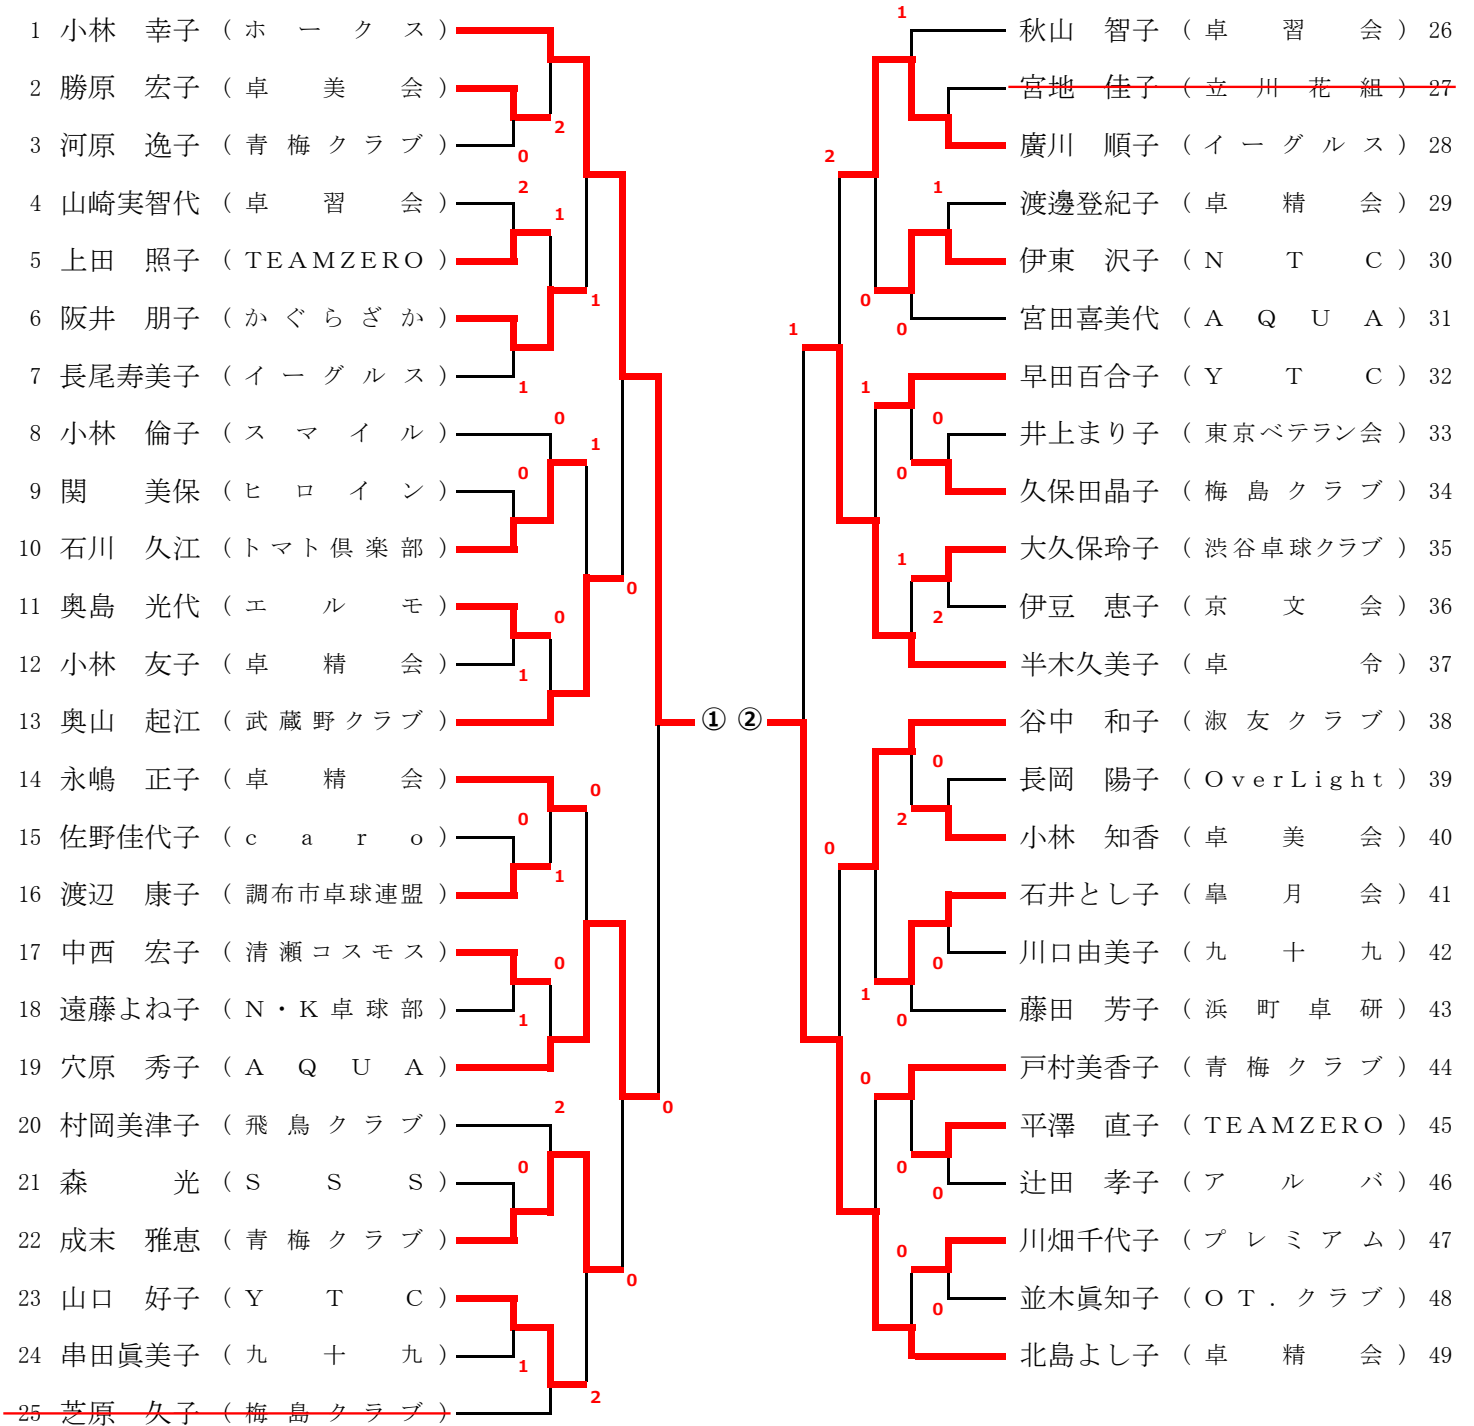 1 小林　幸子 （ホークス）
2 勝原　宏子 （卓美会）
3 河原　逸子 （青梅クラブ）
4 山崎実智代 （卓習会）
5 上田　照子 （TEAMZERO）
6 阪井　朋子 （かぐらざか）
7 長尾寿美子 （イーグルス）
8 小林　倫子 （スマイル）
9 関　　美保 （ヒロイン）
10 石川　久江 （トマト倶楽部）
11 奥島　光代 （エルモ）
12 小林　友子 （卓精会）
13 奥山　起江 （武蔵野クラブ）
14 永嶋　正子 （卓精会）
15 佐野佳代子 （caro）
16 渡辺　康子 （調布市卓球連盟）
17 中西　宏子 （清瀬コスモス）
18 遠藤よね子 （N・K卓球部）
19 穴原　秀子 （AQUA）
20 村岡美津子 （飛鳥クラブ）
21 森　　　光 （SSS）
22 成末　雅恵 （青梅クラブ）
23 山口　好子 （YTC）
24 串田眞美子 （九十九）
25 芝原　久子 （梅島クラブ）
2
0
2
1
1
1
0
1
0
0
0
1
0
0
0
1
0
1
0
2
0
0
1
2
① ②
秋山　智子 （卓習会） 26
宮地　佳子 （立川花組） 27
廣川　順子 （イーグルス） 28
渡邊登紀子 （卓精会） 29
伊東　沢子 （NTC） 30
宮田喜美代 （AQUA） 31
早田百合子 （YTC） 32
井上まり子 （東京ベテラン会） 33
久保田晶子 （梅島クラブ） 34
大久保玲子 （渋谷卓球クラブ） 35
伊豆　恵子 （京文会） 36
半木久美子 （卓令） 37
谷中　和子 （淑友クラブ） 38
長岡　陽子 （OverLight） 39
小林　知香 （卓美会） 40
石井とし子 （皐月会） 41
川口由美子 （九十九） 42
藤田　芳子 （浜町卓研） 43
戸村美香子 （青梅クラブ） 44
平澤　直子 （TEAMZERO） 45
辻田　孝子 （アルバ） 46
川畑千代子 （プレミアム） 47
並木眞知子 （OT.クラブ） 48
北島よし子 （卓精会） 49
1
2
1
0
0
1
1
0
0
1
2
0
2
0
0
1
0
0
0
0
0
0